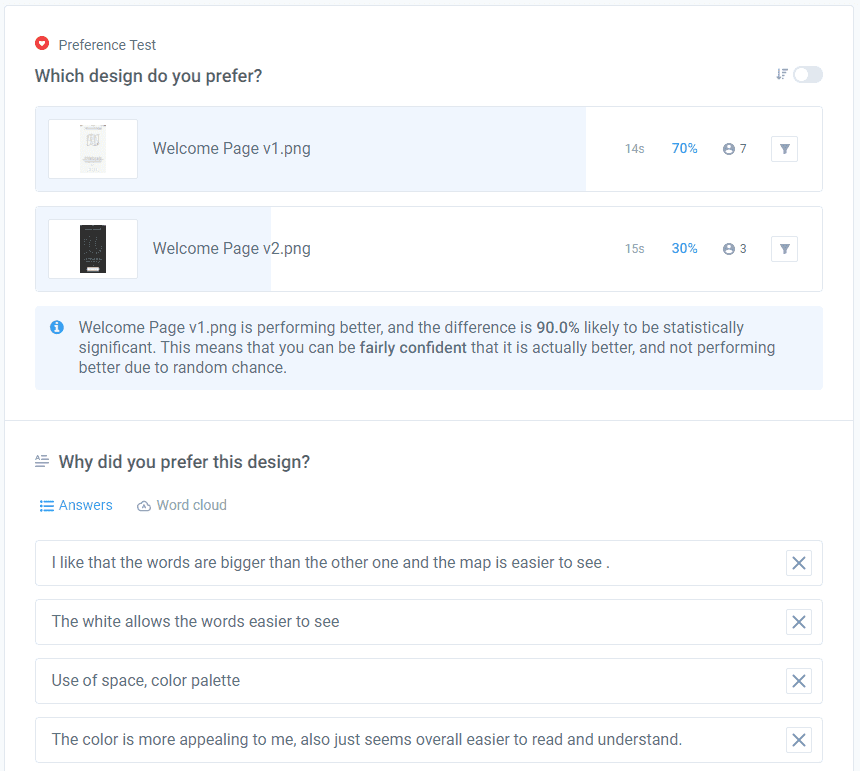 Preference Test
Which design do you prefer?
Welcome Page v1.png 14s 70% 7
Welcome Page v2.png 15s 30% 3
Welcome Page v1.png is performing better, and the difference is 90.0% likely to be statistically
significant. This means that you can be fairly confident that it is actually better, and not performing
better due to random chance.
Why did you prefer this design?
Answers Word cloud
I like that the words are bigger than the other one and the map is easier to see .
The white allows the words easier to see
Use of space, color palette
The color is more appealing to me, also just seems overall easier to read and understand.